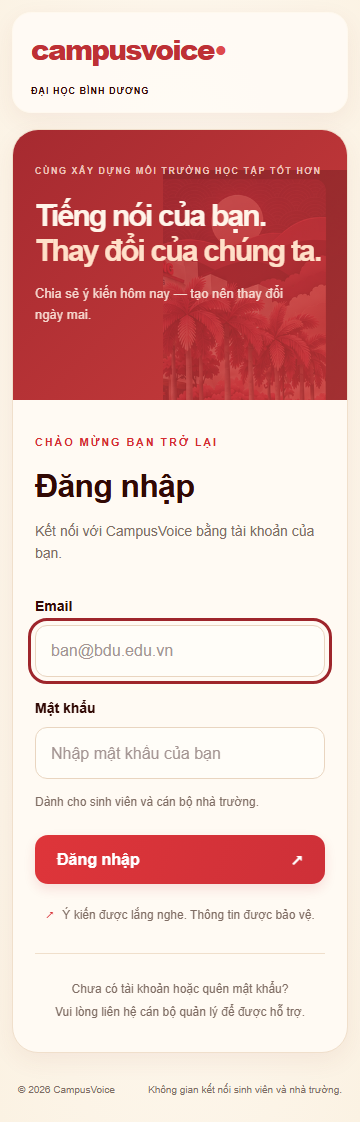 campusvoice
ĐẠI HỌC BÌNH DƯƠNG
CÙNG XÂY DỰNG MÔI TRƯỜNG HỌC TẬP TỐT HƠN
Tiếng nói của bạn.
Thay đổi của chúng ta.
Chia sẻ ý kiến hôm nay — tạo nên thay đổi
ngày mai.
CHÀO MỪNG BẠN TRỞ LẠI
Đăng nhập
Kết nối với CampusVoice bằng tài khoản của
bạn.
Email
ban@bdu.edu.vn
Mật khẩu
Nhập mật khẩu của bạn
Dành cho sinh viên và cán bộ nhà trường.
Đăng nhập ↗
↗ Ý kiến được lắng nghe. Thông tin được bảo vệ.
Chưa có tài khoản hoặc quên mật khẩu?
Vui lòng liên hệ cán bộ quản lý để được hỗ trợ.
© 2026 CampusVoice Không gian kết nối sinh viên và nhà trường.